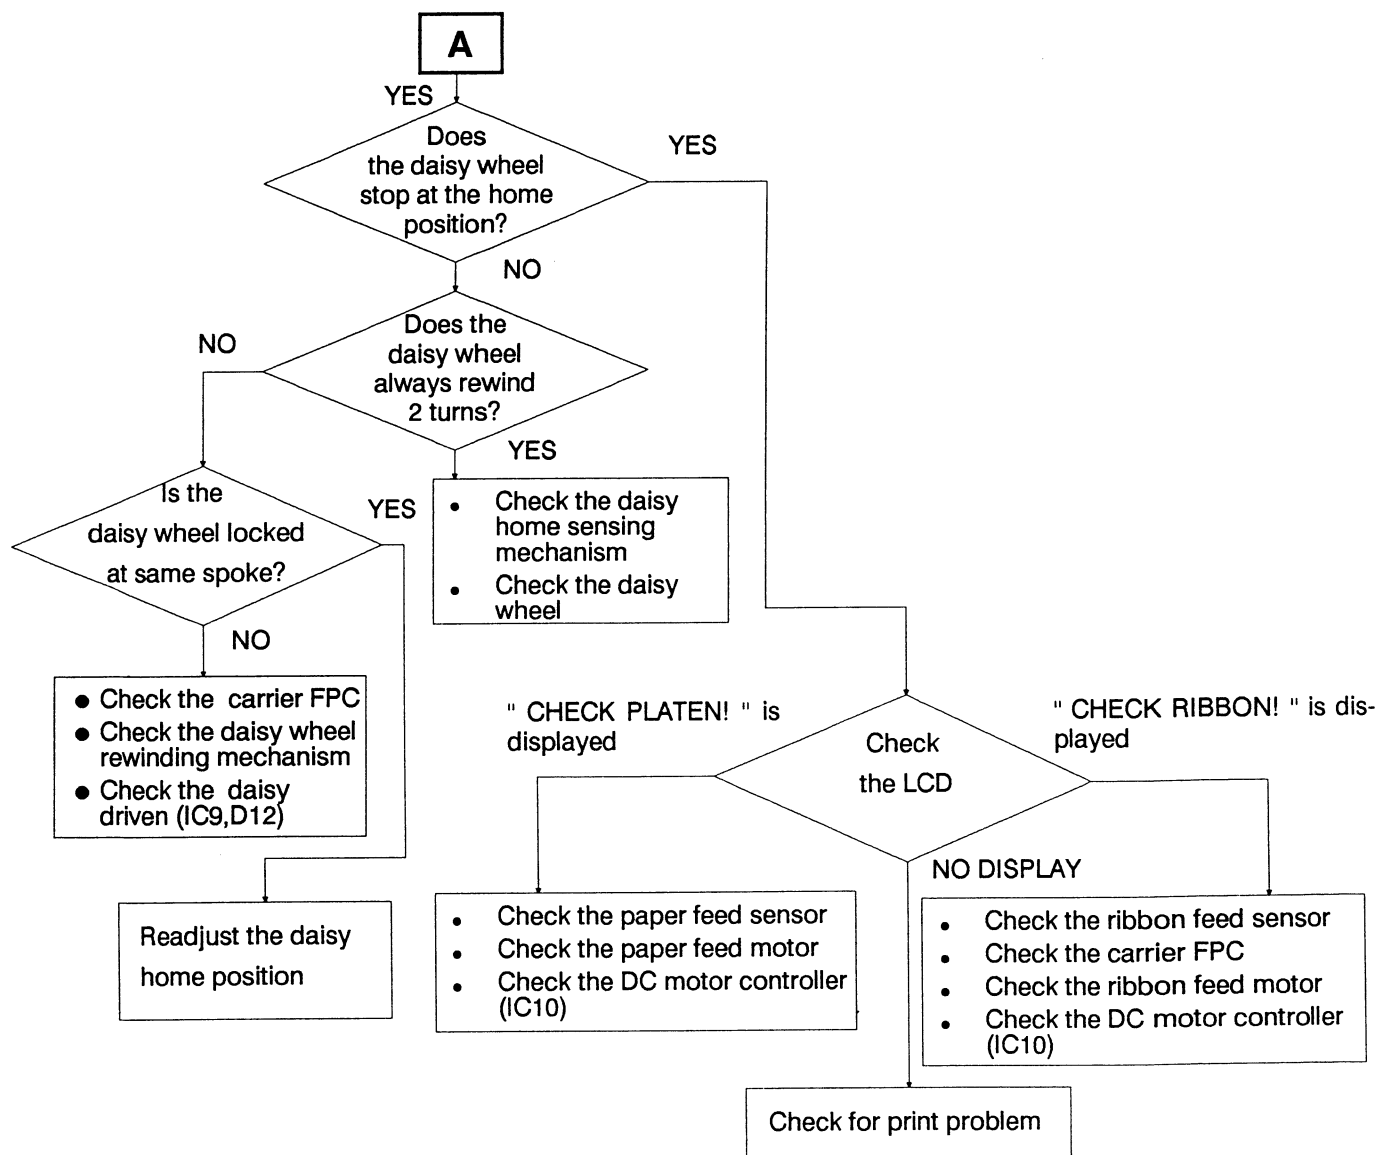 A
YES
Does
the daisy wheel
stop at the home
position?
YES
NO
Does the
daisy wheel
always rewind
2 turns?
NO
YES
Is the
daisy wheel locked
at same spoke?
YES
NO
• Check the daisy
home sensing
mechanism
• Check the daisy
wheel
● Check the carrier FPC
● Check the daisy wheel
rewinding mechanism
● Check the daisy
driven (IC9,D12)
Readjust the daisy
home position
" CHECK PLATEN! " is
displayed
Check
the LCD
" CHECK RIBBON! " is dis-
played
NO DISPLAY
• Check the paper feed sensor
• Check the paper feed motor
• Check the DC motor controller
(IC10)
• Check the ribbon feed sensor
• Check the carrier FPC
• Check the ribbon feed motor
• Check the DC motor controller
(IC10)
Check for print problem